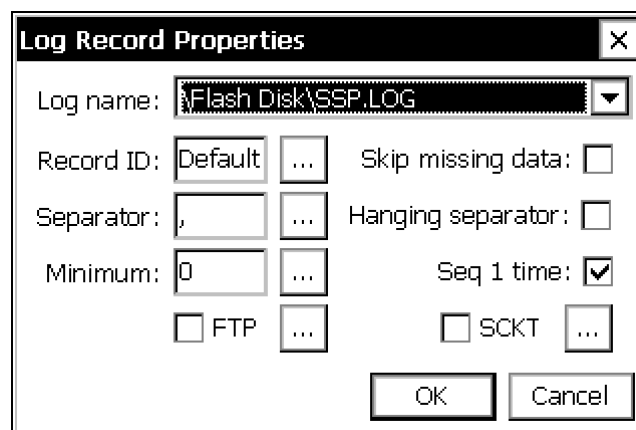 Log Record Properties
Log name: \Flash Disk\SSP.LOG
Record ID: Default ... Skip missing data:
Separator: , ... Hanging separator:
Minimum: 0 ... Seq 1 time:
FTP ... SCKT ...
OK Cancel